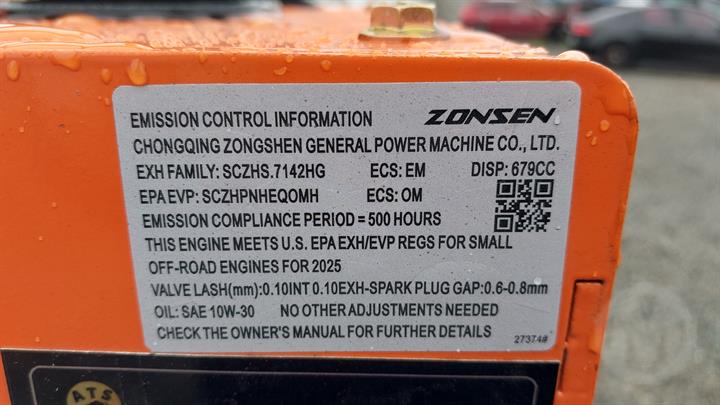 EMISSION CONTROL INFORMATION ZONSEN
CHONGQING ZONGSHEN GENERAL POWER MACHINE CO., LTD.
EXH FAMILY: SCZHS.7142HG ECS: EM DISP: 679CC
EPA EVP: SCZHPNHEQOMH ECS: OM
EMISSION COMPLIANCE PERIOD = 500 HOURS
THIS ENGINE MEETS U.S. EPA EXH/EVP REGS FOR SMALL
OFF-ROAD ENGINES FOR 2025
VALVE LASH(mm):0.10INT 0.10EXH-SPARK PLUG GAP:0.6-0.8mm
OIL: SAE 10W-30 NO OTHER ADJUSTMENTS NEEDED
CHECK THE OWNER'S MANUAL FOR FURTHER DETAILS
27374#
ATS